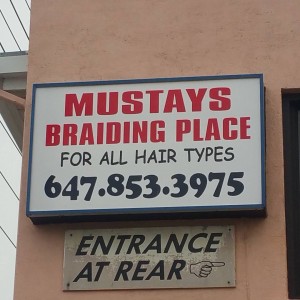 MUSTAYS
BRAIDING PLACE
FOR ALL HAIR TYPES
647.853.3975
ENTRANCE
AT REAR